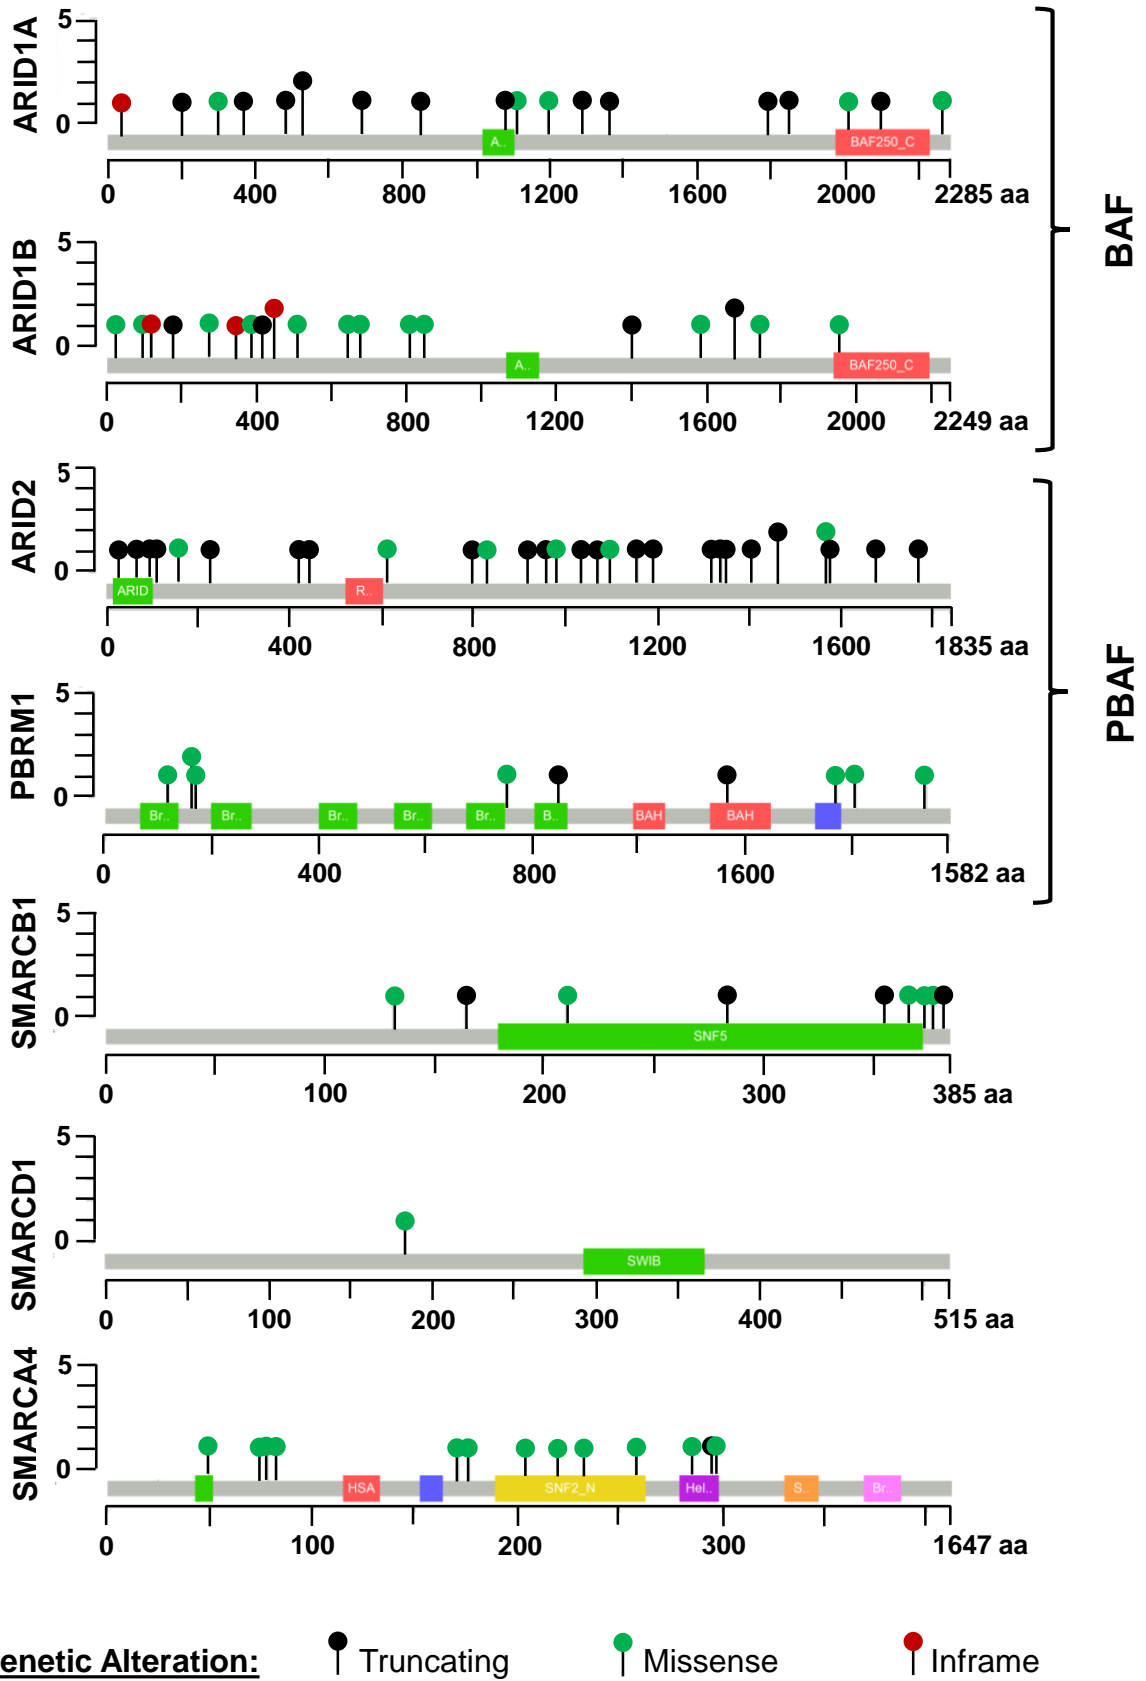 ARID1A
5
0
A..
BAF250_C
0 400 800 1200 1600 2000 2285 aa
BAF
ARID1B
5
0
A..
BAF250_C
0 400 800 1200 1600 2000 2249 aa
ARID2
5
0
ARID
R..
0 400 800 1200 1600 1835 aa
PBAF
PBRM1
5
0
Br.. Br.. Br.. Br.. Br.. B.. BAH BAH
0 400 800 1600 1582 aa
SMARCB1
5
0
SNF5
0 100 200 300 385 aa
SMARCD1
5
0
SWIB
0 100 200 300 400 515 aa
SMARCA4
5
0
HSA SNF2_N Hel.. S.. Br..
0 100 200 300 1647 aa
enetic Alteration: Truncating Missense Inframe